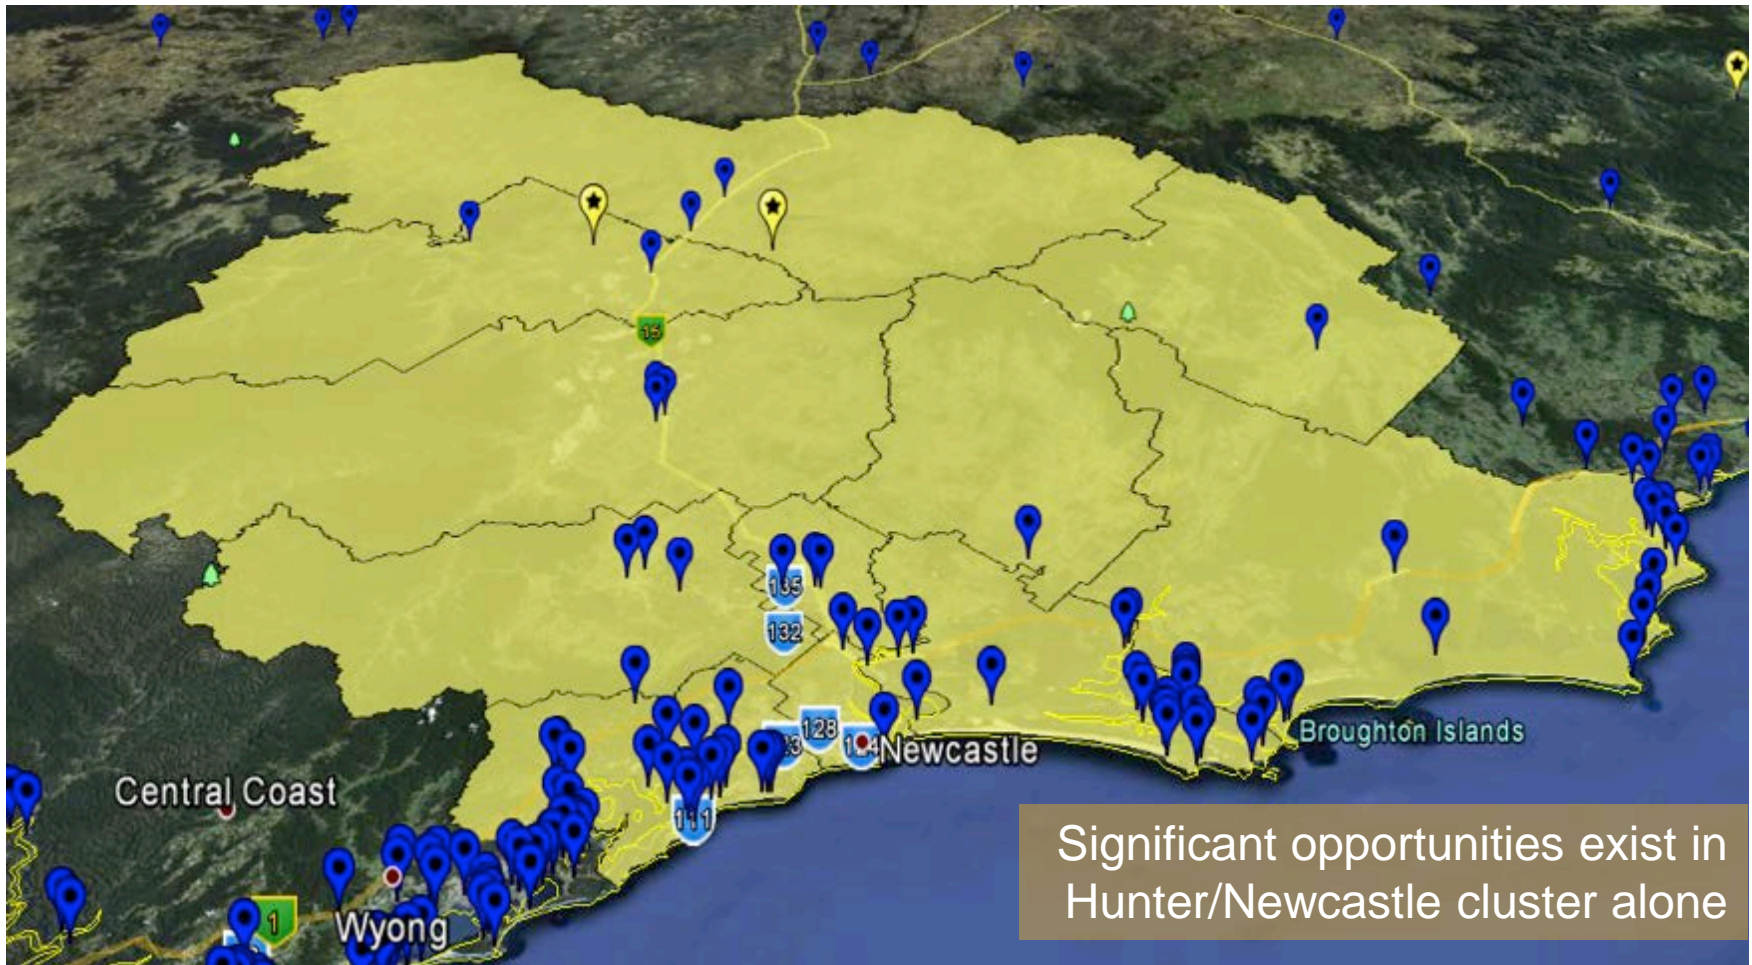 15
135
132
128
Newcastle
Broughton Islands
Central Coast
111
Significant opportunities exist in
Hunter/Newcastle cluster alone
1
Wyong